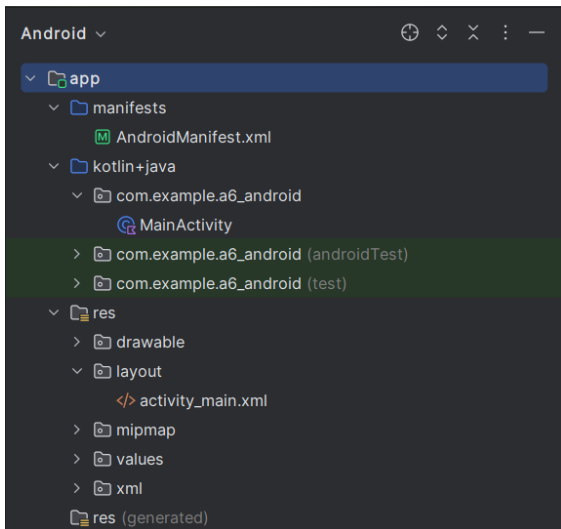 Android
app
manifests
AndroidManifest.xml
kotlin+java
com.example.a6_android
MainActivity
com.example.a6_android (androidTest)
com.example.a6_android (test)
res
drawable
layout
activity_main.xml
mipmap
values
xml
res (generated)